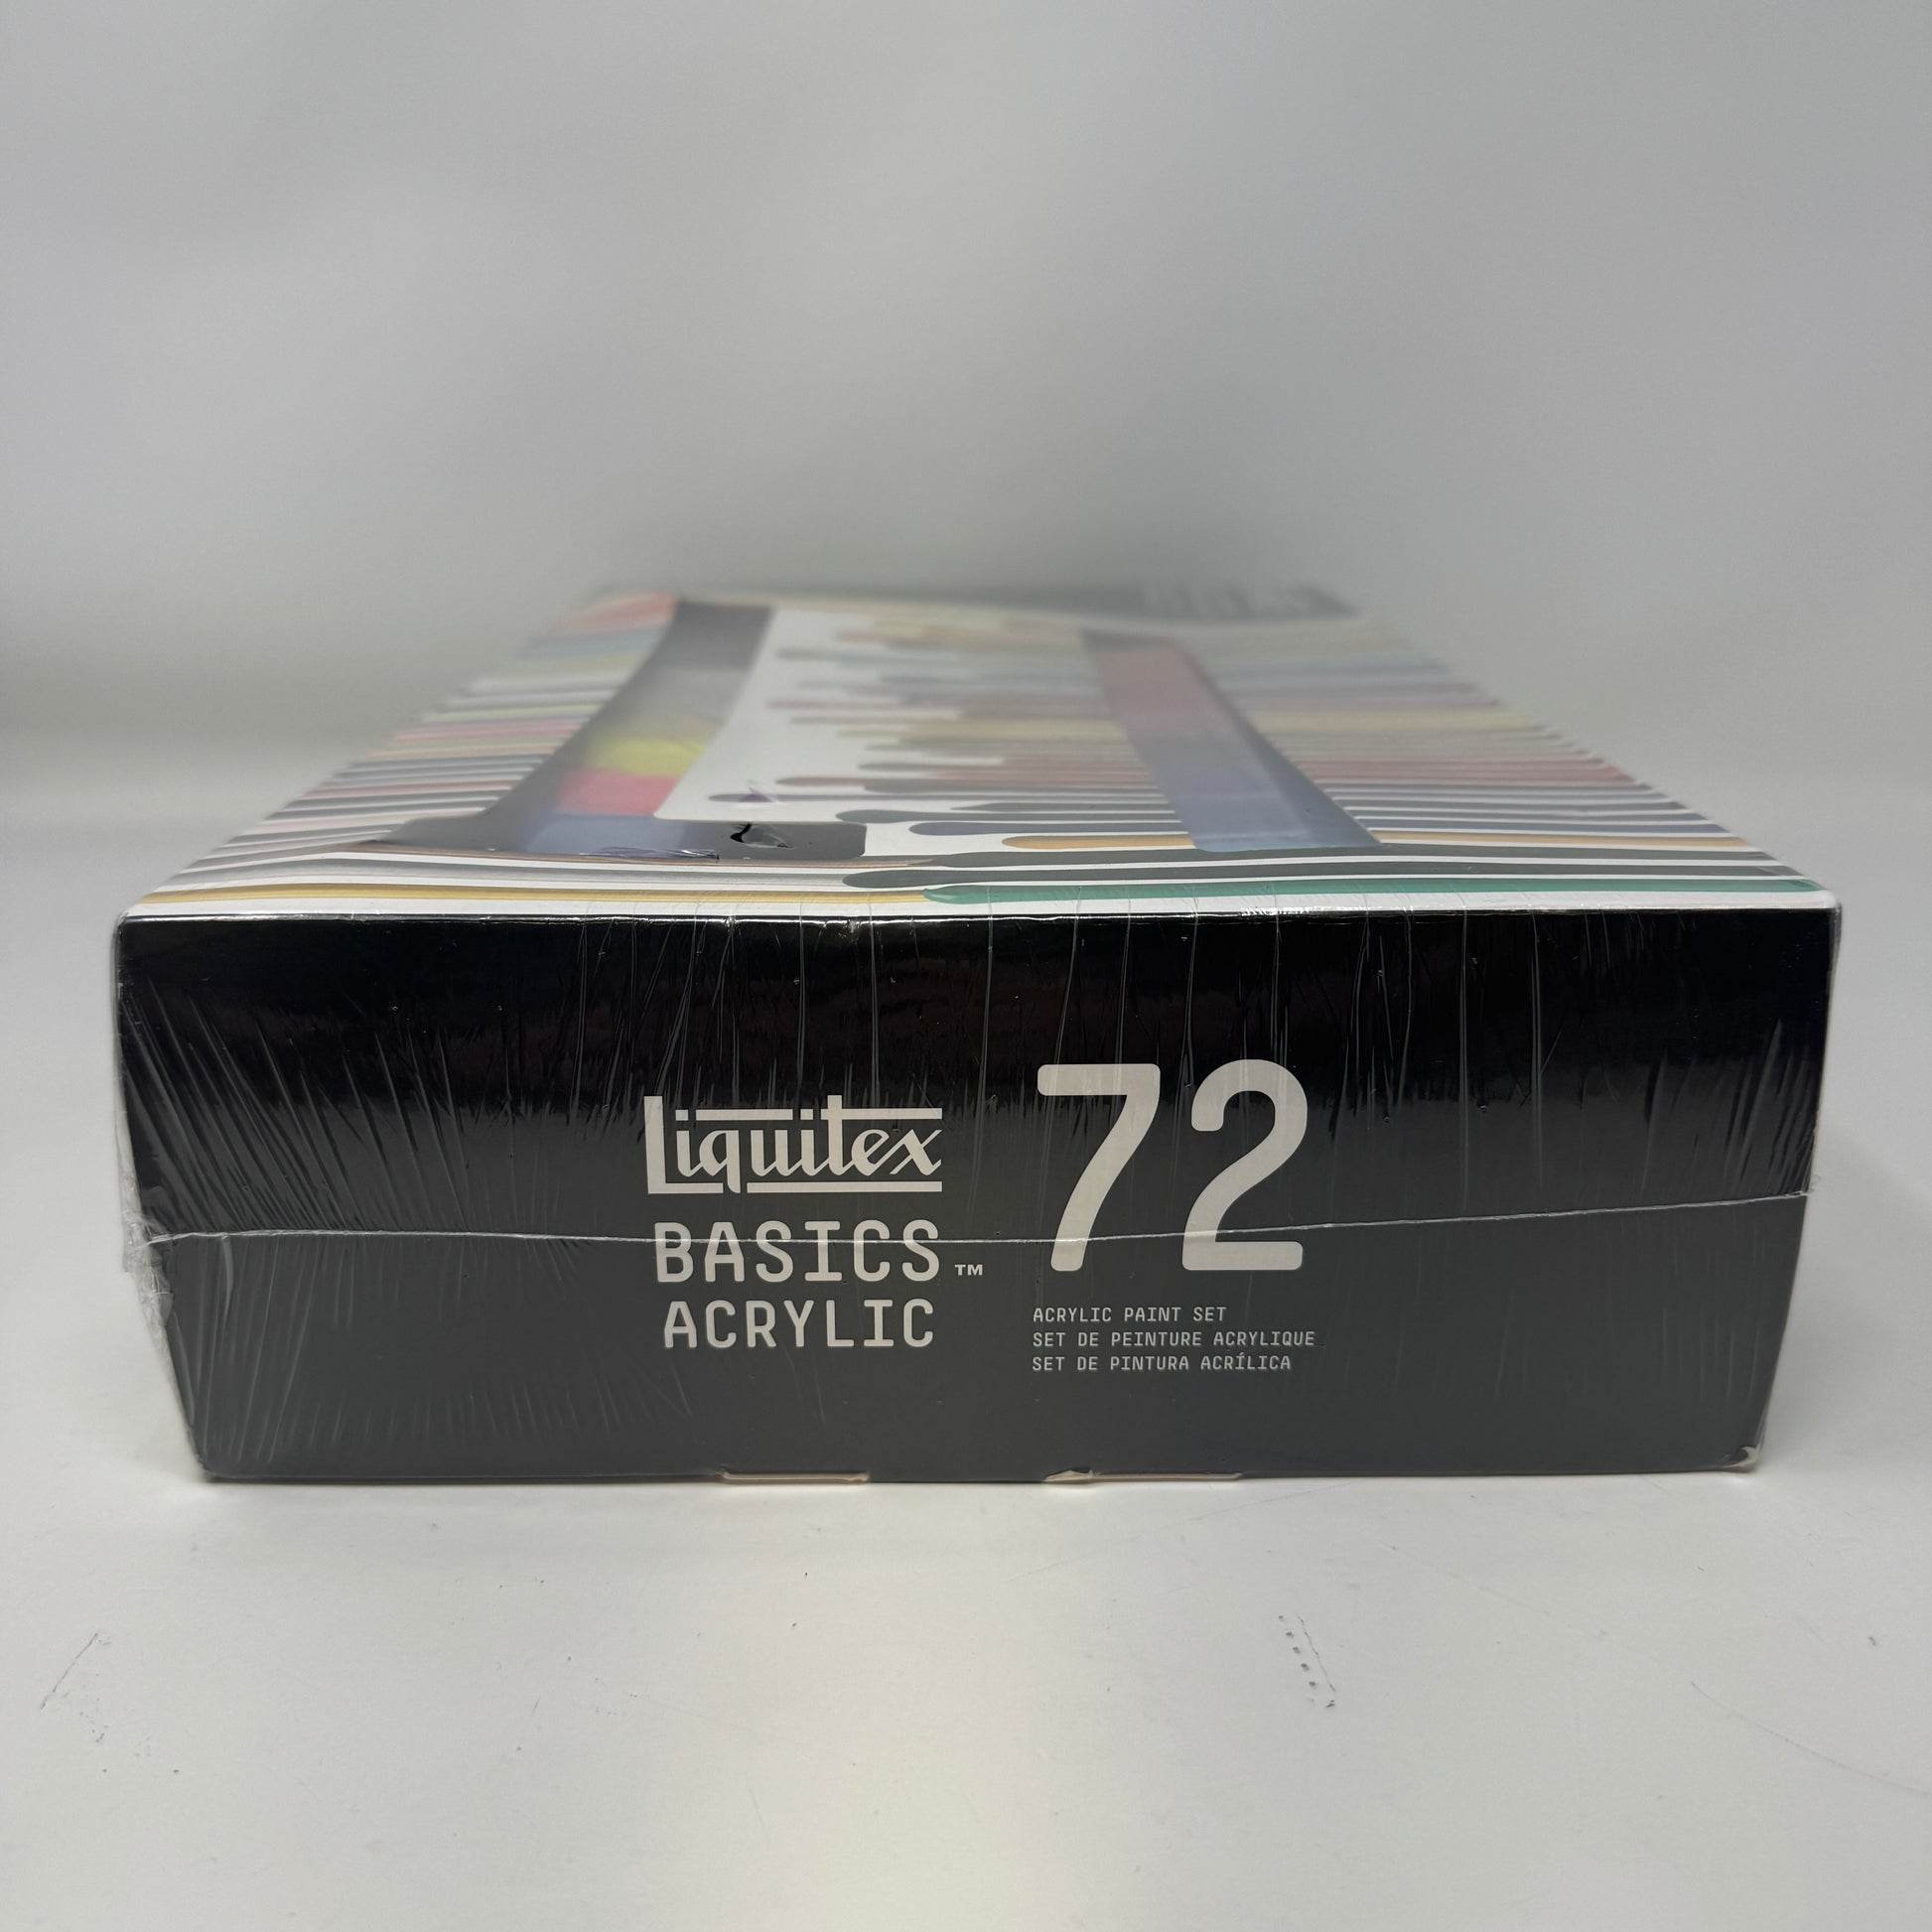 Liquitex
BASICS™
ACRYLIC
72
ACRYLIC PAINT SET
SET DE PEINTURE ACRYLIQUE
SET DE PINTURA ACRÍLICA